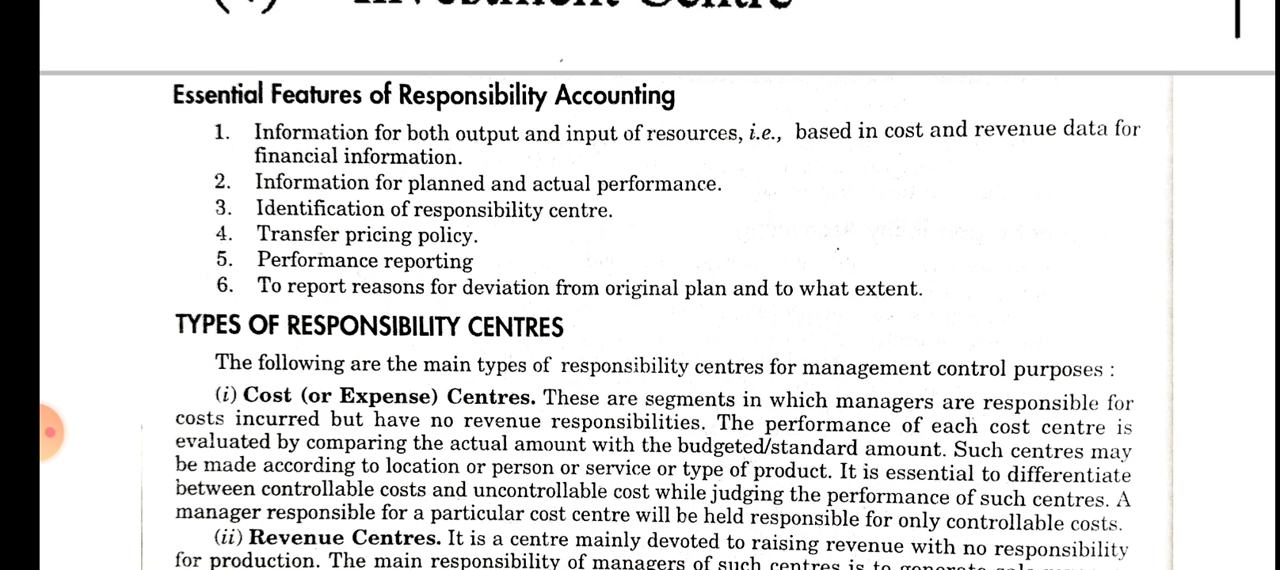 Investment Centre
Essential Features of Responsibility Accounting
1. Information for both output and input of resources, i.e., based in cost and revenue data for
financial information.
2. Information for planned and actual performance.
3. Identification of responsibility centre.
4. Transfer pricing policy.
5. Performance reporting
6. To report reasons for deviation from original plan and to what extent.
TYPES OF RESPONSIBILITY CENTRES
The following are the main types of responsibility centres for management control purposes :
(i) Cost (or Expense) Centres. These are segments in which managers are responsible for
costs incurred but have no revenue responsibilities. The performance of each cost centre is
evaluated by comparing the actual amount with the budgeted/standard amount. Such centres may
be made according to location or person or service or type of product. It is essential to differentiate
between controllable costs and uncontrollable cost while judging the performance of such centres. A
manager responsible for a particular cost centre will be held responsible for only controllable costs.
(ii) Revenue Centres. It is a centre mainly devoted to raising revenue with no responsibility
for production. The main responsibility of managers of such centres is to generate